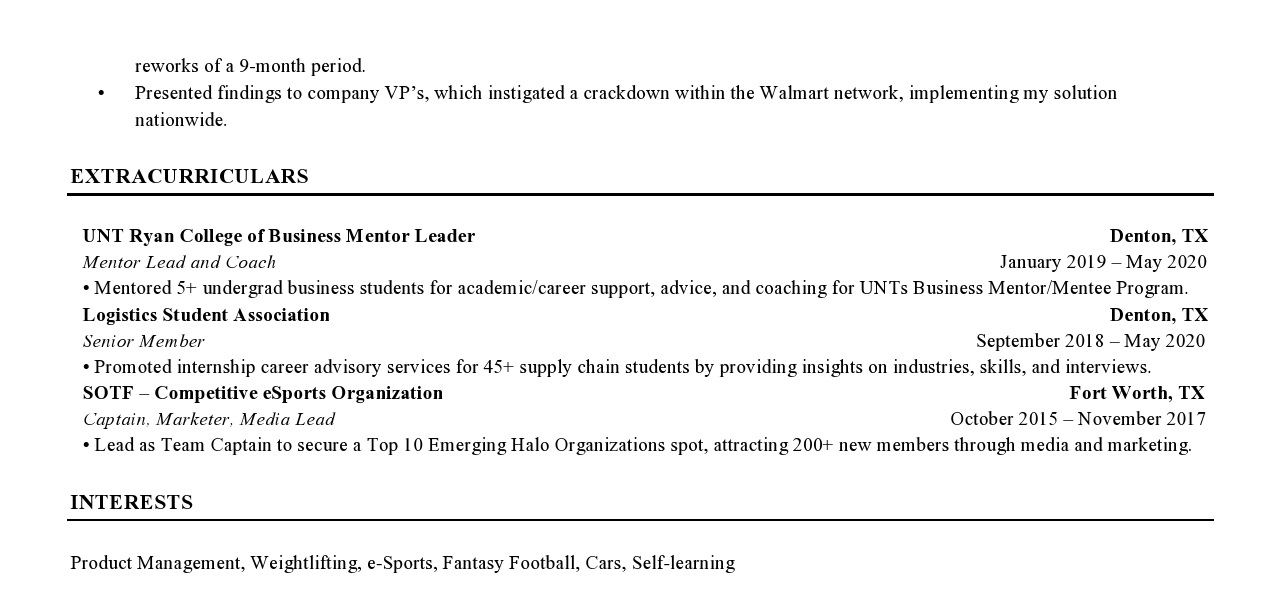 reworks of a 9-month period.
• Presented findings to company VP’s, which instigated a crackdown within the Walmart network, implementing my solution
nationwide.
EXTRACURRICULARS
UNT Ryan College of Business Mentor Leader Denton, TX
Mentor Lead and Coach January 2019 – May 2020
• Mentored 5+ undergrad business students for academic/career support, advice, and coaching for UNTs Business Mentor/Mentee Program.
Logistics Student Association Denton, TX
Senior Member September 2018 – May 2020
• Promoted internship career advisory services for 45+ supply chain students by providing insights on industries, skills, and interviews.
SOTF – Competitive eSports Organization Fort Worth, TX
Captain, Marketer, Media Lead October 2015 – November 2017
• Lead as Team Captain to secure a Top 10 Emerging Halo Organizations spot, attracting 200+ new members through media and marketing.
INTERESTS
Product Management, Weightlifting, e-Sports, Fantasy Football, Cars, Self-learning